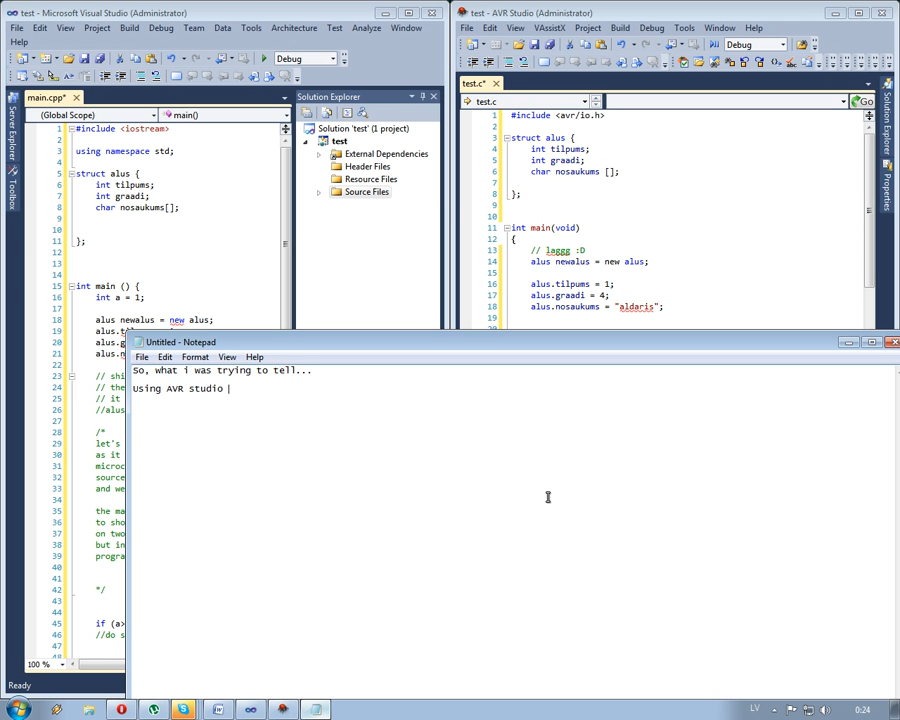 test - Microsoft Visual Studio (Administrator)
File Edit View Project Build Debug Team Data Tools Architecture Test Analyze Window
Help
Debug
main.cpp*
(Global Scope) main()
1 #include <iostream>
2
3 using namespace std;
4
5 struct alus {
6 int tilpums;
7 int graadi;
8 char nosaukums[];
9
10
11 };
12
13
14
15 int main () {
16 int a = 1;
17
18 alus newalus = new alus;
19
20 alus.g
21 alus.n
22
23 // shi
24 // the
25 // it
26 //alus
27
28 /*
29 let's
30 as it
31 microc
32 source
33 and we
34
35 the ma
36 to sho
37 on two
38 but in
39 progra
40
41
42 */
43
44
45 if (a>
46 //do s
47
48
100 %
Ready
Server Explorer
Toolbox
Solution Explorer
Solution 'test' (1 project)
test
External Dependencies
Header Files
Resource Files
Source Files
test - AVR Studio (Administrator)
File Edit View VAssistX Project Build Debug Tools Window Help
Debug
test.c*
test.c Go
1 #include <avr/io.h>
2
3 struct alus {
4 int tilpums;
5 int graadi;
6 char nosaukums [];
7
8 };
9
10
11 int main(void)
12 {
13 // laggg :D
14 alus newalus = new alus;
15
16 alus.tilpums = 1;
17 alus.graadi = 4;
18 alus.nosaukums = "aldaris";
19
Solution Explorer
Properties
Untitled - Notepad
File Edit Format View Help
So, what i was trying to tell...
Using AVR studio
LV 0:24